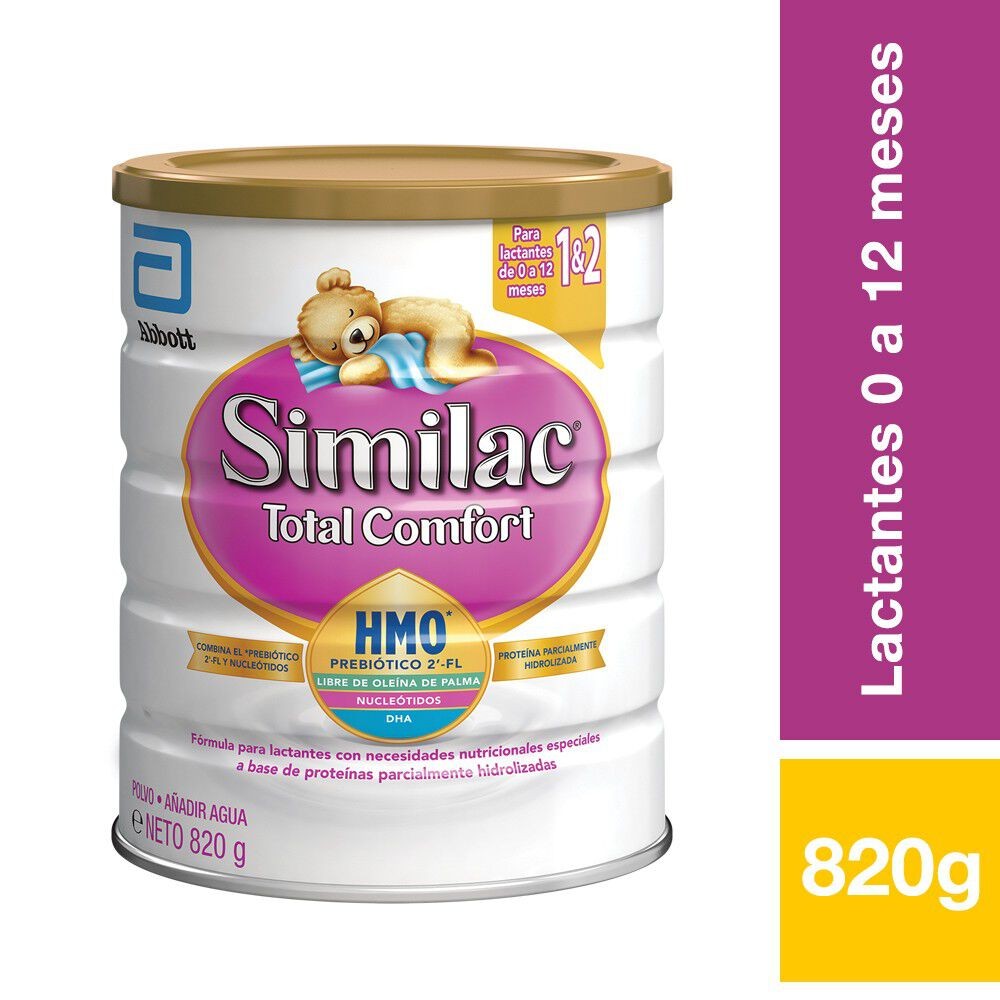 Abbott
Para
lactantes
de 0 a 12
meses
1&2
Similac®
Total Comfort
HMO*
PREBIÓTICO 2'-FL
LIBRE DE OLEÍNA DE PALMA
NUCLEÓTIDOS
DHA
COMBINA EL *PREBIÓTICO
2'-FL Y NUCLEÓTIDOS
PROTEÍNA PARCIALMENTE
HIDROLIZADA
Fórmula para lactantes con necesidades nutricionales especiales
a base de proteínas parcialmente hidrolizadas
POLVO • AÑADIR AGUA
℮ NETO 820 g
Lactantes 0 a 12 meses
820g